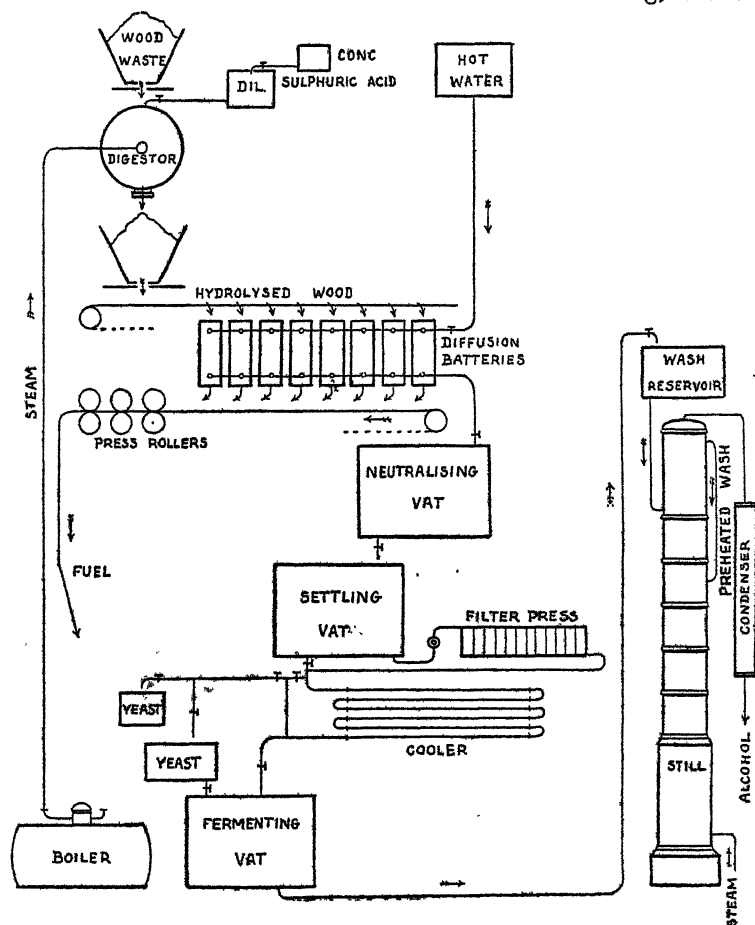 WOOD
WASTE
CONC
DIL.
SULPHURIC ACID
HOT
WATER
DIGESTOR
HYDROLYSED WOOD
DIFFUSION
BATTERIES
STEAM
PRESS ROLLERS
WASH
RESERVOIR
NEUTRALISING
VAT
PREHEATED WASH
FUEL
SETTLING
VAT
FILTER PRESS
CONDENSER
YEAST
COOLER
YEAST
STILL
ALCOHOL
FERMENTING
VAT
BOILER
STEAM